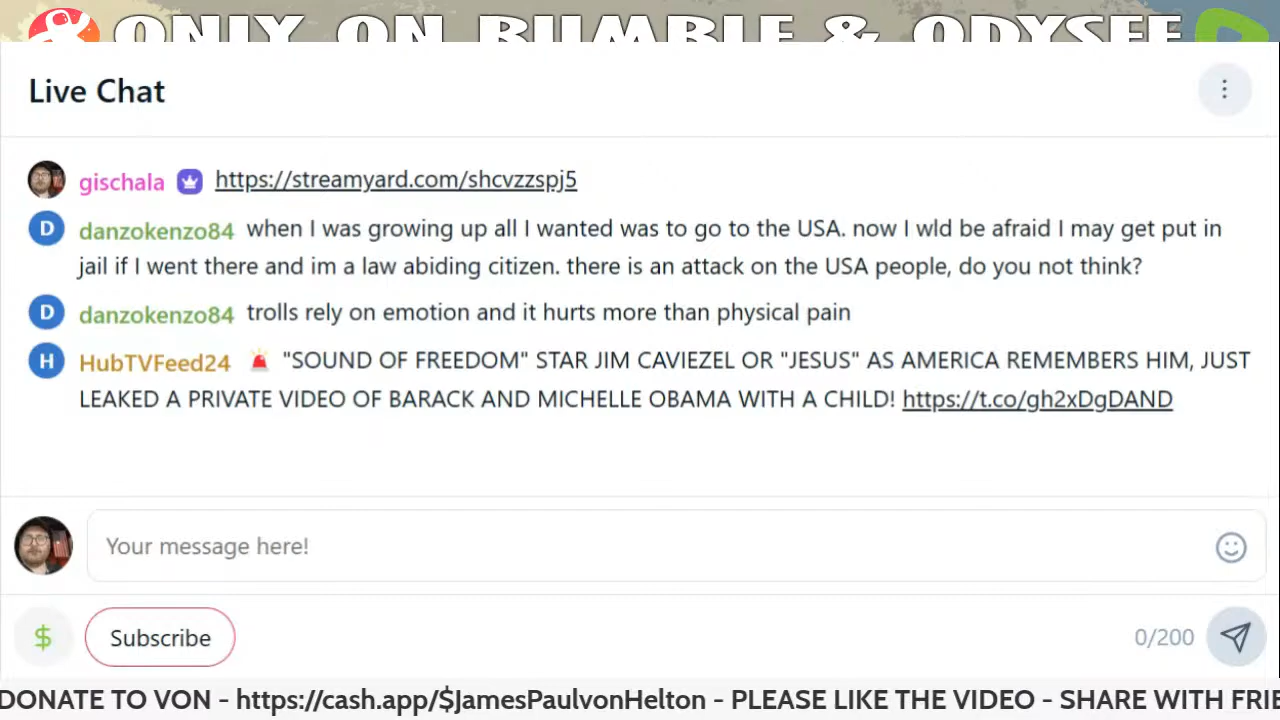 ONLY ON RUMBLE & ODYSEE
Live Chat
gischala https://streamyard.com/shcvzzspj5
D danzokenzo84 when I was growing up all I wanted was to go to the USA. now I wld be afraid I may get put in
jail if I went there and im a law abiding citizen. there is an attack on the USA people, do you not think?
D danzokenzo84 trolls rely on emotion and it hurts more than physical pain
H HubTVFeed24 🚨 "SOUND OF FREEDOM" STAR JIM CAVIEZEL OR "JESUS" AS AMERICA REMEMBERS HIM, JUST
LEAKED A PRIVATE VIDEO OF BARACK AND MICHELLE OBAMA WITH A CHILD! https://t.co/gh2xDgDAND
Your message here!
$ Subscribe 0/200
DONATE TO VON - https://cash.app/$JamesPaulvonHelton - PLEASE LIKE THE VIDEO - SHARE WITH FRIE